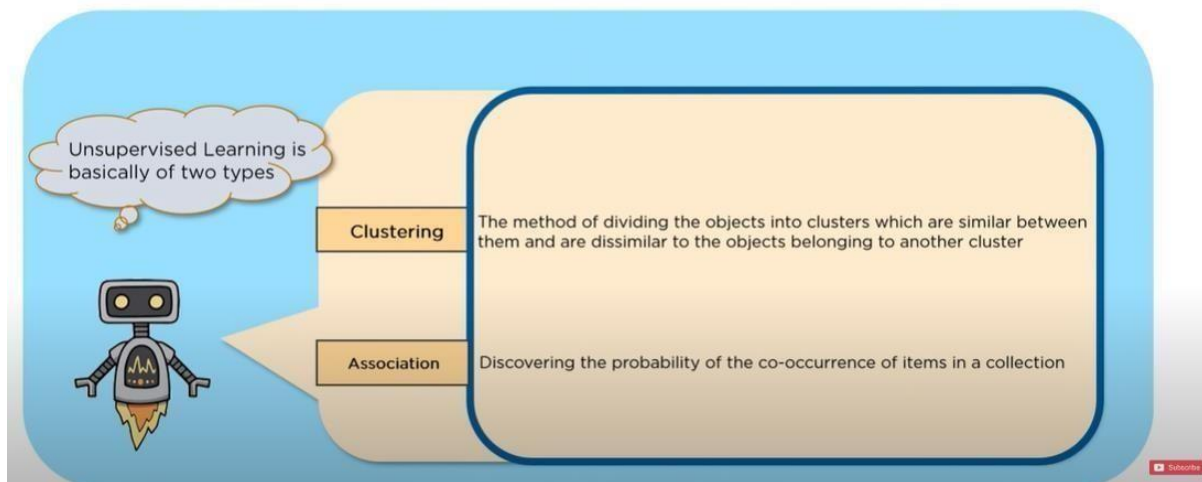 Unsupervised Learning is
basically of two types
Clustering
The method of dividing the objects into clusters which are similar between
them and are dissimilar to the objects belonging to another cluster
Association
Discovering the probability of the co-occurrence of items in a collection
Subscribe